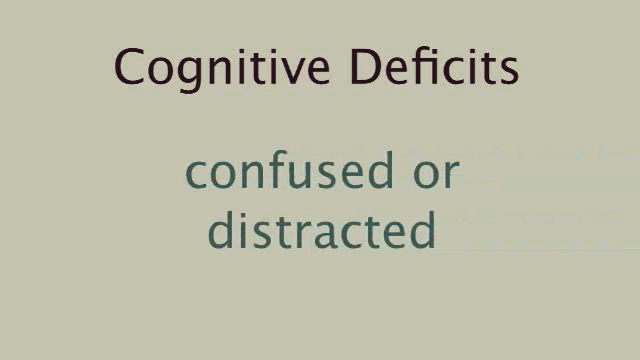 Cognitive Deficits
confused or
distracted